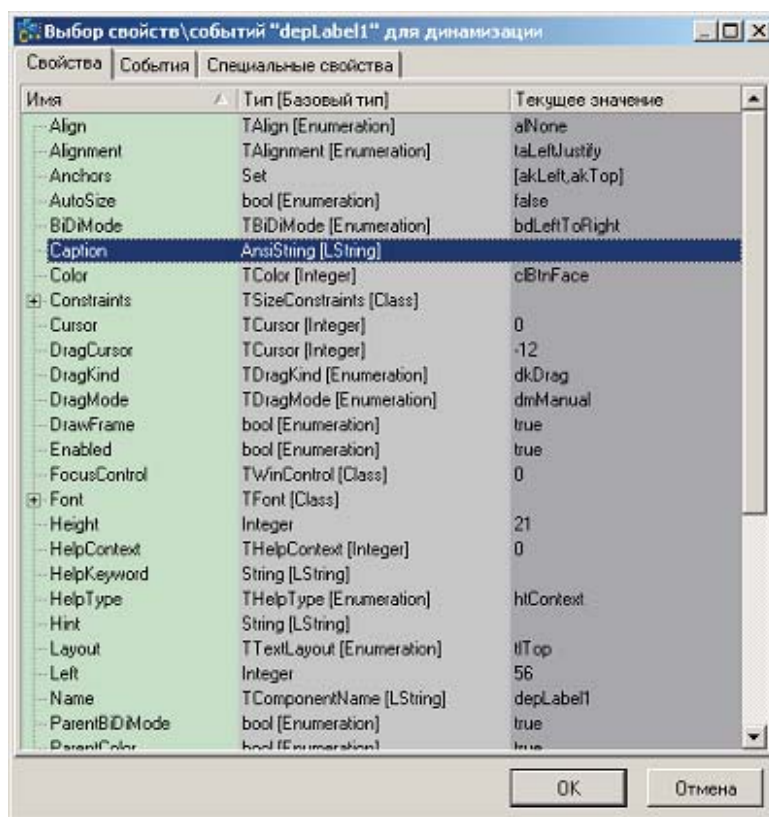 Выбор свойств\событий "depLabel1" для динамизации
Свойства События Специальные свойства
Имя Тип [Базовый тип] Текущее значение
Align TAlign [Enumeration] alNone
Alignment TAlignment [Enumeration] taLeftJustify
Anchors Set [akLeft,akTop]
AutoSize bool [Enumeration] false
BiDiMode TBiDiMode [Enumeration] bdLeftToRight
Caption AnsiString [LString]
Color TColor [Integer] clBtnFace
Constraints TSizeConstraints [Class]
Cursor TCursor [Integer] 0
DragCursor TCursor [Integer] -12
DragKind TDragKind [Enumeration] dkDrag
DragMode TDragMode [Enumeration] dmManual
DrawFrame bool [Enumeration] true
Enabled bool [Enumeration] true
FocusControl TWinControl [Class] 0
Font TFont [Class]
Height Integer 21
HelpContext THelpContext [Integer] 0
HelpKeyword String [LString]
HelpType THelpType [Enumeration] htContext
Hint String [LString]
Layout TTextLayout [Enumeration] tlTop
Left Integer 56
Name TComponentName [LString] depLabel1
ParentBiDiMode bool [Enumeration] true
ParentColor bool [Enumeration] true
OK Отмена